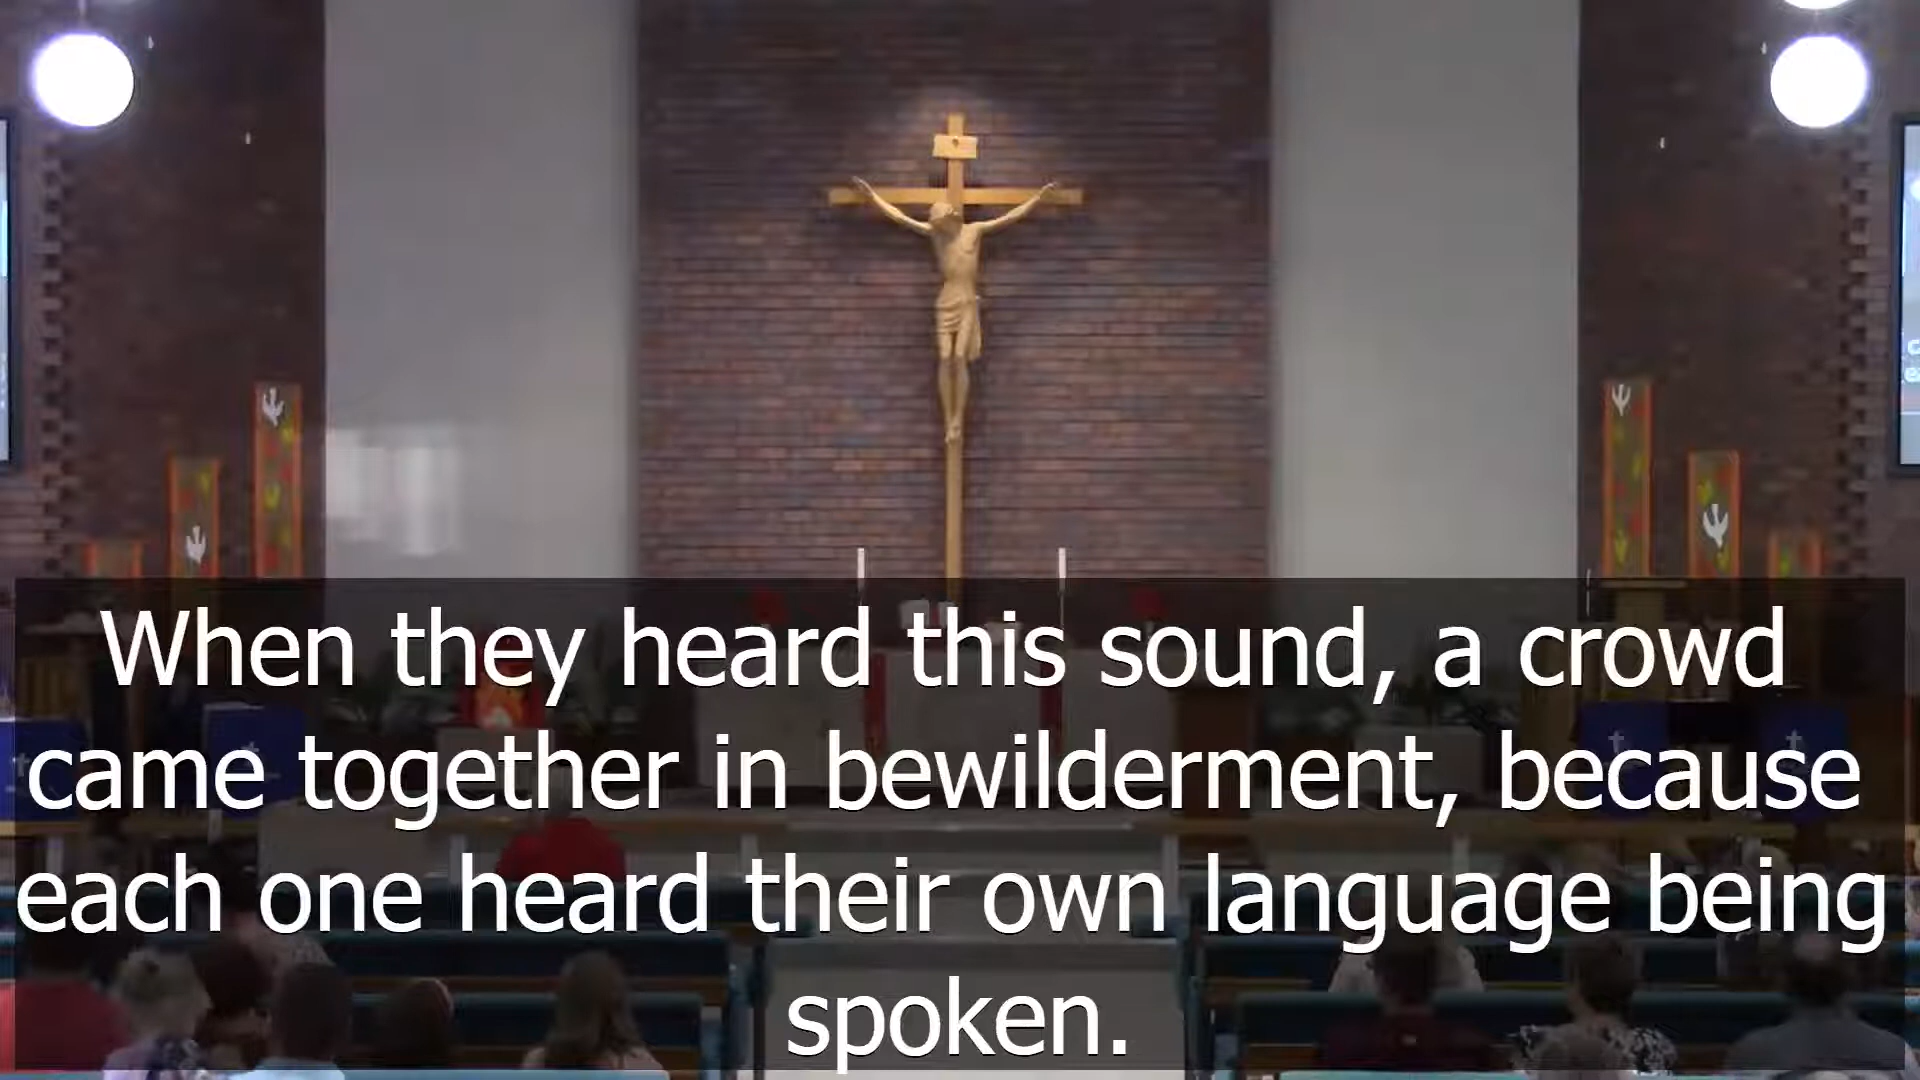 When they heard this sound, a crowd
came together in bewilderment, because
each one heard their own language being
spoken.